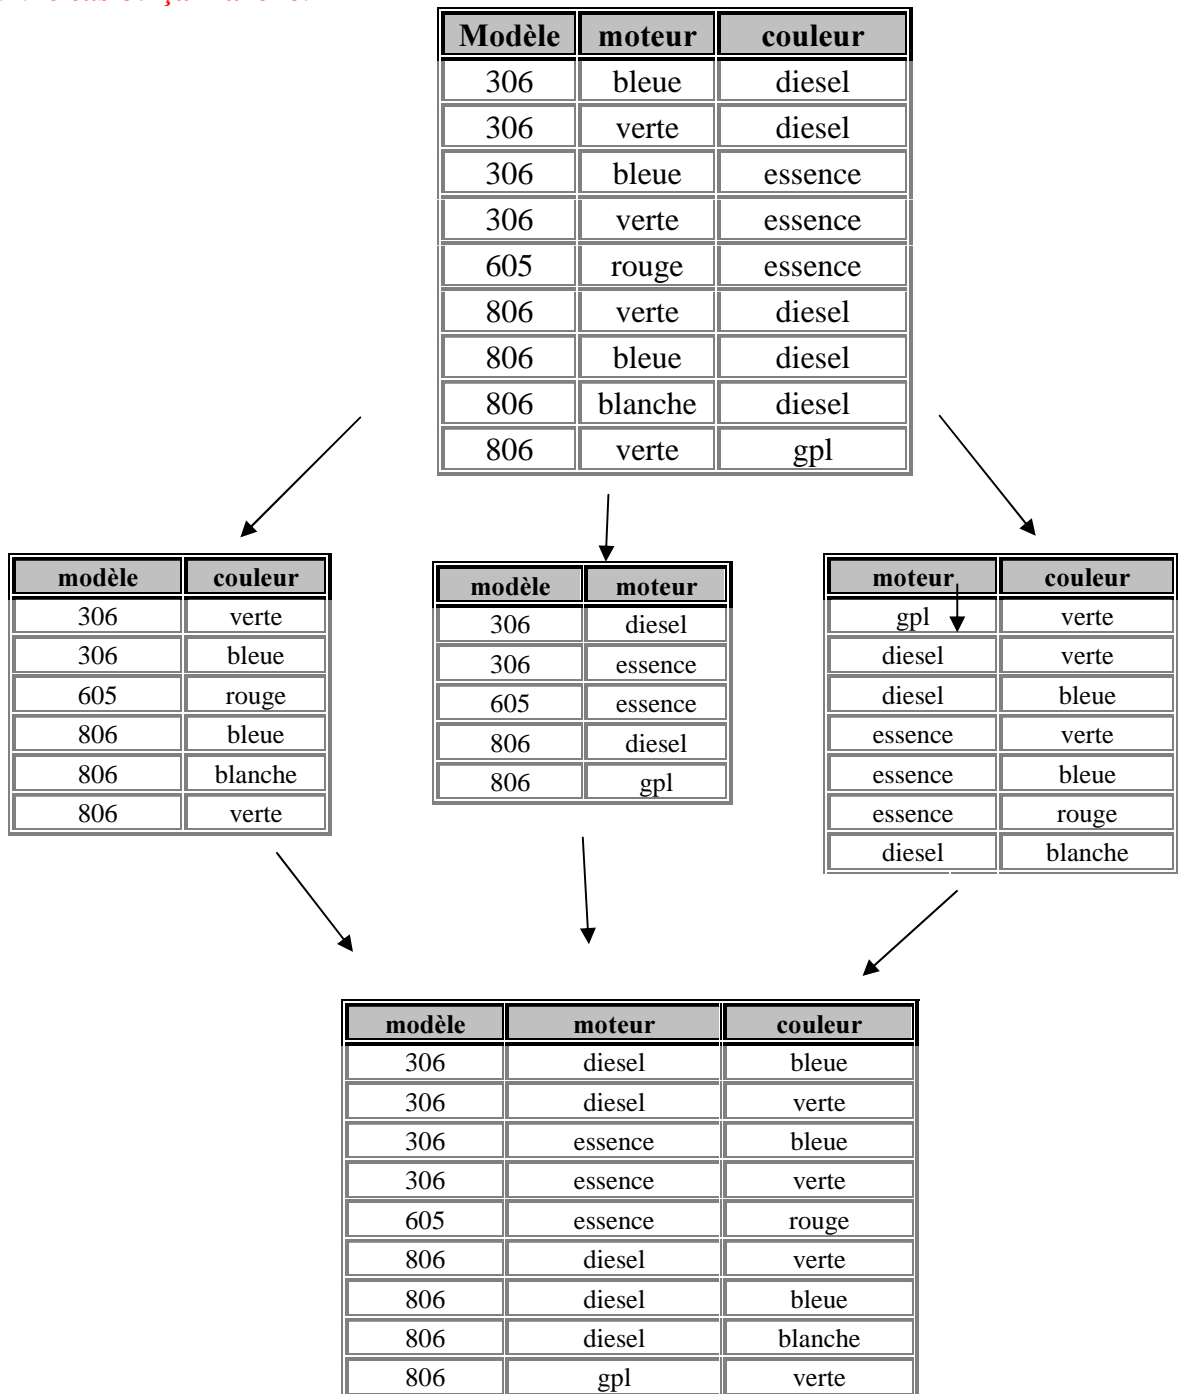 Modèle moteur couleur
306 bleue diesel
306 verte diesel
306 bleue essence
306 verte essence
605 rouge essence
806 verte diesel
806 bleue diesel
806 blanche diesel
806 verte gpl
modèle couleur
306 verte
306 bleue
605 rouge
806 bleue
806 blanche
806 verte
modèle moteur
306 diesel
306 essence
605 essence
806 diesel
806 gpl
moteur couleur
gpl verte
diesel verte
diesel bleue
essence verte
essence bleue
essence rouge
diesel blanche
modèle moteur couleur
306 diesel bleue
306 diesel verte
306 essence bleue
306 essence verte
605 essence rouge
806 diesel verte
806 diesel bleue
806 diesel blanche
806 gpl verte